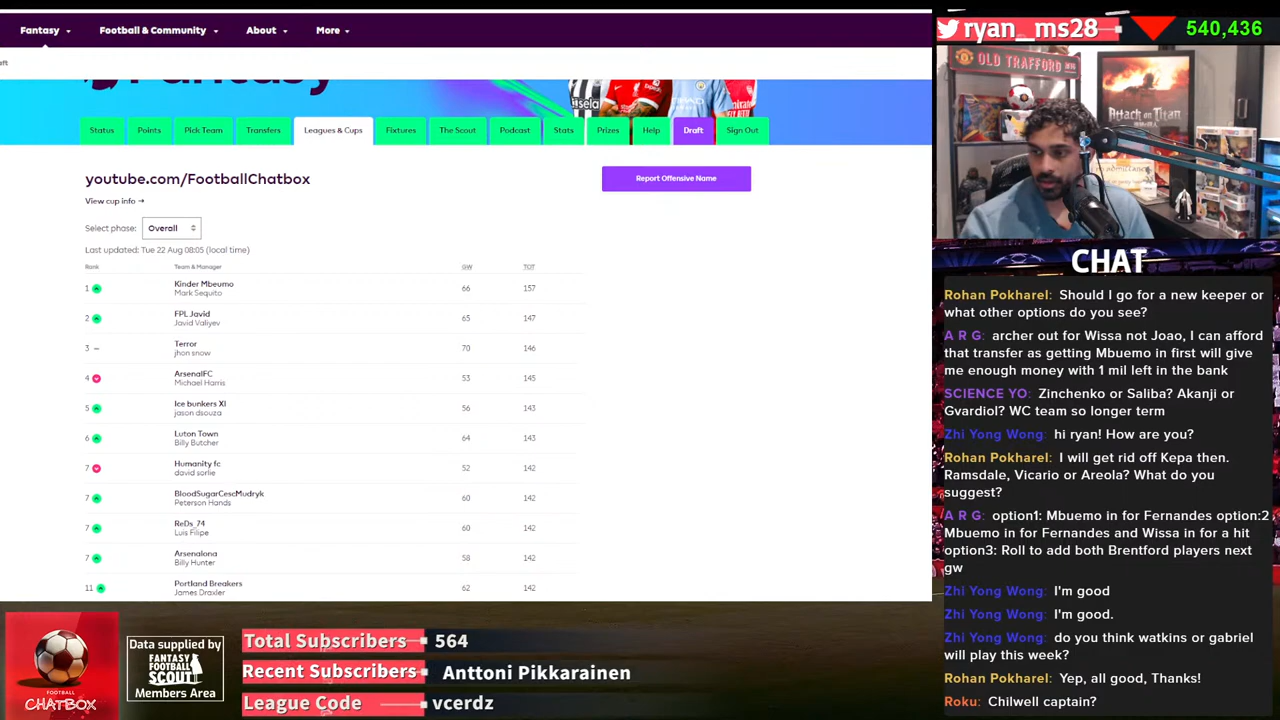 Fantasy
Football & Community
About
More
aft
Fantasy
sela
Status
Points
Pick Team
Transfers
Leagues & Cups
Fixtures
The Scout
Podcast
Stats
Prizes
Help
Draft
Sign Out
youtube.com/FootballChatbox
Report Offensive Name
View cup info →
Select phase: Overall
Last updated: Tue 22 Aug 08:05 (local time)
Rank Team & Manager GW TOT
1 Kinder Mbeumo 66 157
Mark Sequito
2 FPL Javid 65 147
Javid Valiyev
3 Terror 70 146
jhon snow
4 ArsenalFC 53 145
Michael Harris
5 Ice bunkers XI 56 143
jason dsouza
6 Luton Town 64 143
Billy Butcher
7 Humanity fc 52 142
david sorlie
7 BloodSugarCescMudryk 60 142
Peterson Hands
7 ReDs_74 60 142
Luis Filipe
7 Arsenalona 58 142
Billy Hunter
11 Portland Breakers 62 142
James Draxler
ryan_ms28
540,436
OLD TRAFFORD M16
Attack on Titan
CHAT
Rohan Pokharel: Should I go for a new keeper or
what other options do you see?
A R G: archer out for Wissa not Joao, I can afford
that transfer as getting Mbuemo in first will give
me enough money with 1 mil left in the bank
SCIENCE YO: Zinchenko or Saliba? Akanji or
Gvardiol? WC team so longer term
Zhi Yong Wong: hi ryan! How are you?
Rohan Pokharel: I will get rid off Kepa then.
Ramsdale, Vicario or Areola? What do you
suggest?
A R G: option1: Mbuemo in for Fernandes option:2
Mbuemo in for Fernandes and Wissa in for a hit
option3: Roll to add both Brentford players next
gw
Zhi Yong Wong: I'm good
Zhi Yong Wong: I'm good.
Zhi Yong Wong: do you think watkins or gabriel
will play this week?
Rohan Pokharel: Yep, all good, Thanks!
Roku: Chilwell captain?
FOOTBALL
CHATBOX
Data supplied by
FANTASY
FOOTBALL
SCOUT
Members Area
Total Subscribers 564
Recent Subscribers Anttoni Pikkarainen
League Code vcerdz